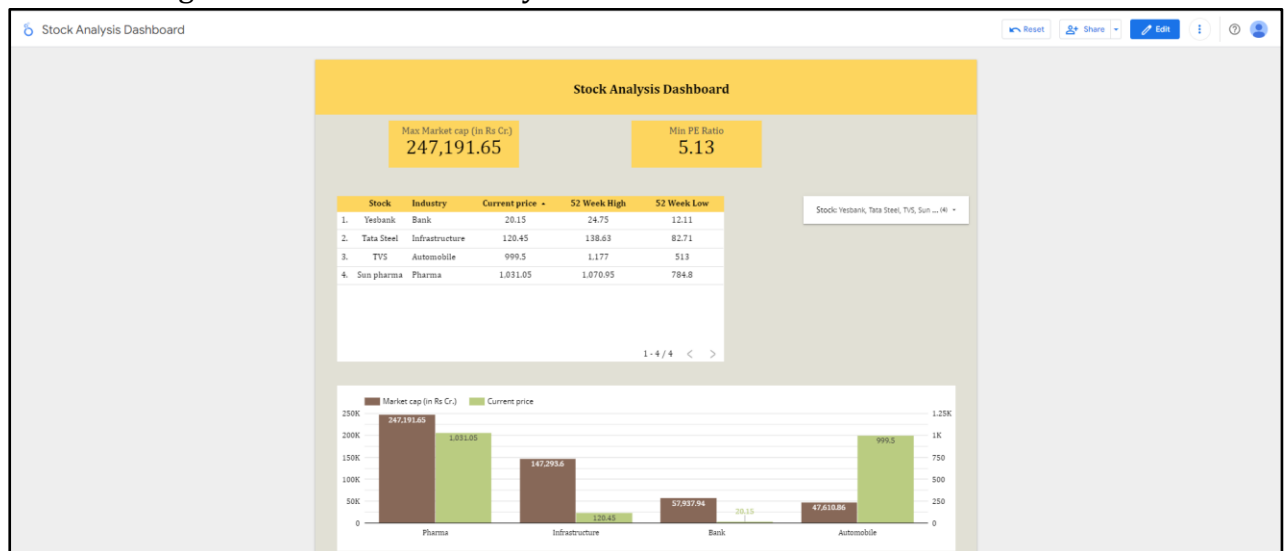 Stock Analysis Dashboard
Reset
Share
Edit
Stock Analysis Dashboard
Max Market cap (in Rs Cr.)
247,191.65
Min PE Ratio
5.13
Stock Industry Current price 52 Week High 52 Week Low
1. Yesbank Bank 20.15 24.75 12.11
2. Tata Steel Infrastructure 120.45 138.63 82.71
3. TVS Automobile 999.5 1,177 513
4. Sun pharma Pharma 1,031.05 1,070.95 784.8
1 - 4 / 4 < >
Stock: Yesbank, Tata Steel, TVS, Sun ... (4)
Market cap (in Rs Cr.) Current price
250K
200K
150K
100K
50K
0
247,191.65
1,031.05
147,293.6
120.45
57,937.94
20.15
47,610.86
999.5
1.25K
1K
750
500
250
0
Pharma Infrastructure Bank Automobile